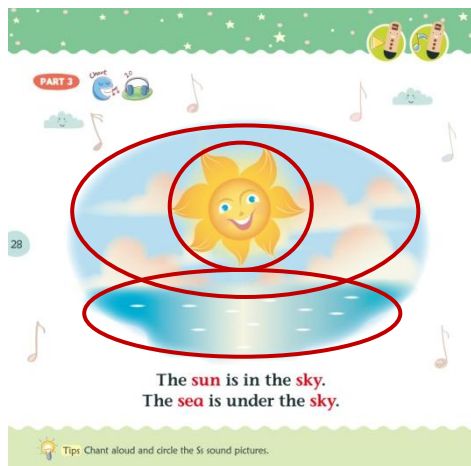 PART 3
Chant
20
28
The sun is in the sky.
The sea is under the sky.
Tips Chant aloud and circle the Ss sound pictures.